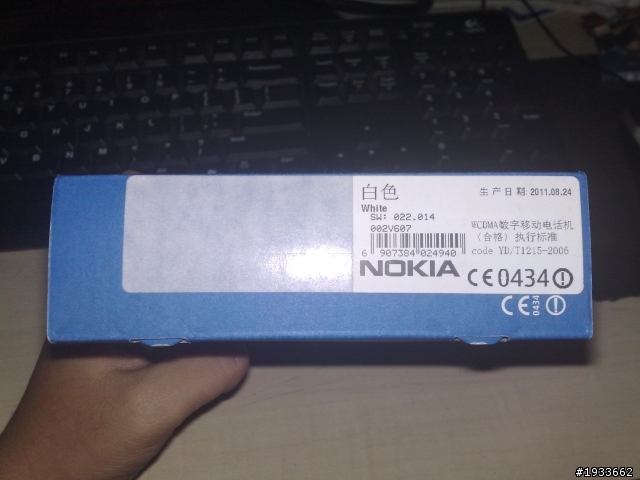 白色
White
SW: 022.014
002V607
6 907384 024940
NOKIA
生产日期:2011.08.24
WCDMA数字移动电话机
(合格)执行标准
code YD/T1215-2006
CE0434
CE 0434
#1933662